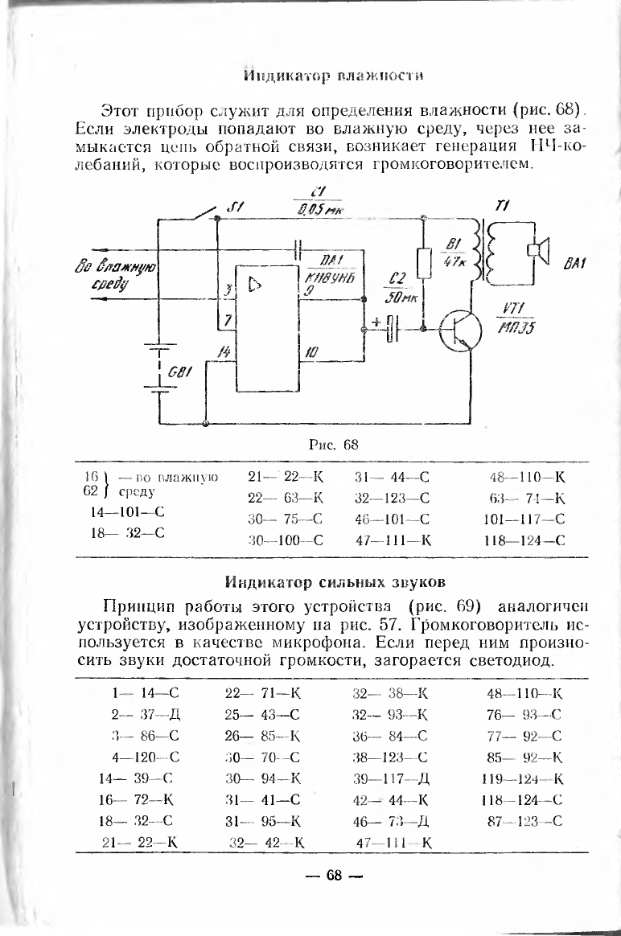 Индикатор влажности
Этот прибор служит для определения влажности (рис. 68).
Если электроды попадают во влажную среду, через нее за-
мыкается цепь обратной связи, возникает генерация НЧ-ко-
лебаний, которые воспроизводятся громкоговорителем.
C1
0,05мк
S1
T1
Во влажную
среду
DA1
КН8УНБ
R1
47к
BA1
C2
50мк
VT1
МП35
3
9
7
14
10
+
GB1
Рис. 68
16 } — во влажную
62 } среду
14—101—С
18— 32—С
21— 22—К
22— 63—К
30— 75—С
30—100—С
31— 44—С
32—123—С
46—101—С
47—111—К
48—110—К
63— 71—К
101—117—С
118—124—С
Индикатор сильных звуков
Принцип работы этого устройства (рис. 69) аналогичен
устройству, изображенному на рис. 57. Громкоговоритель ис-
пользуется в качестве микрофона. Если перед ним произно-
сить звуки достаточной громкости, загорается светодиод.
1— 14—С 22— 71—К 32— 38—К 48—110—К
2— 37—Д 25— 43—С 32— 93—К 76— 93—С
3— 86—С 26— 85—К 36— 84—С 77— 92—С
4—120—С 30— 70—С 38—123—С 85— 92—К
14— 39—С 30— 94—К 39—117—Д 119—124—К
16— 72—К 31— 41—С 42— 44—К 118—124—С
18— 32—С 31— 95—К 46— 73—Д 87—123—С
21— 22—К 32— 42—К 47—111—К
— 68 —